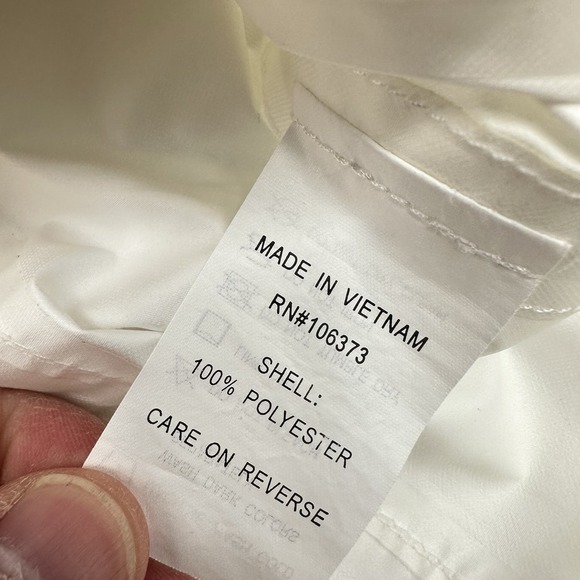 MADE IN VIETNAM
RN#106373
SHELL:
100% POLYESTER
CARE ON REVERSE